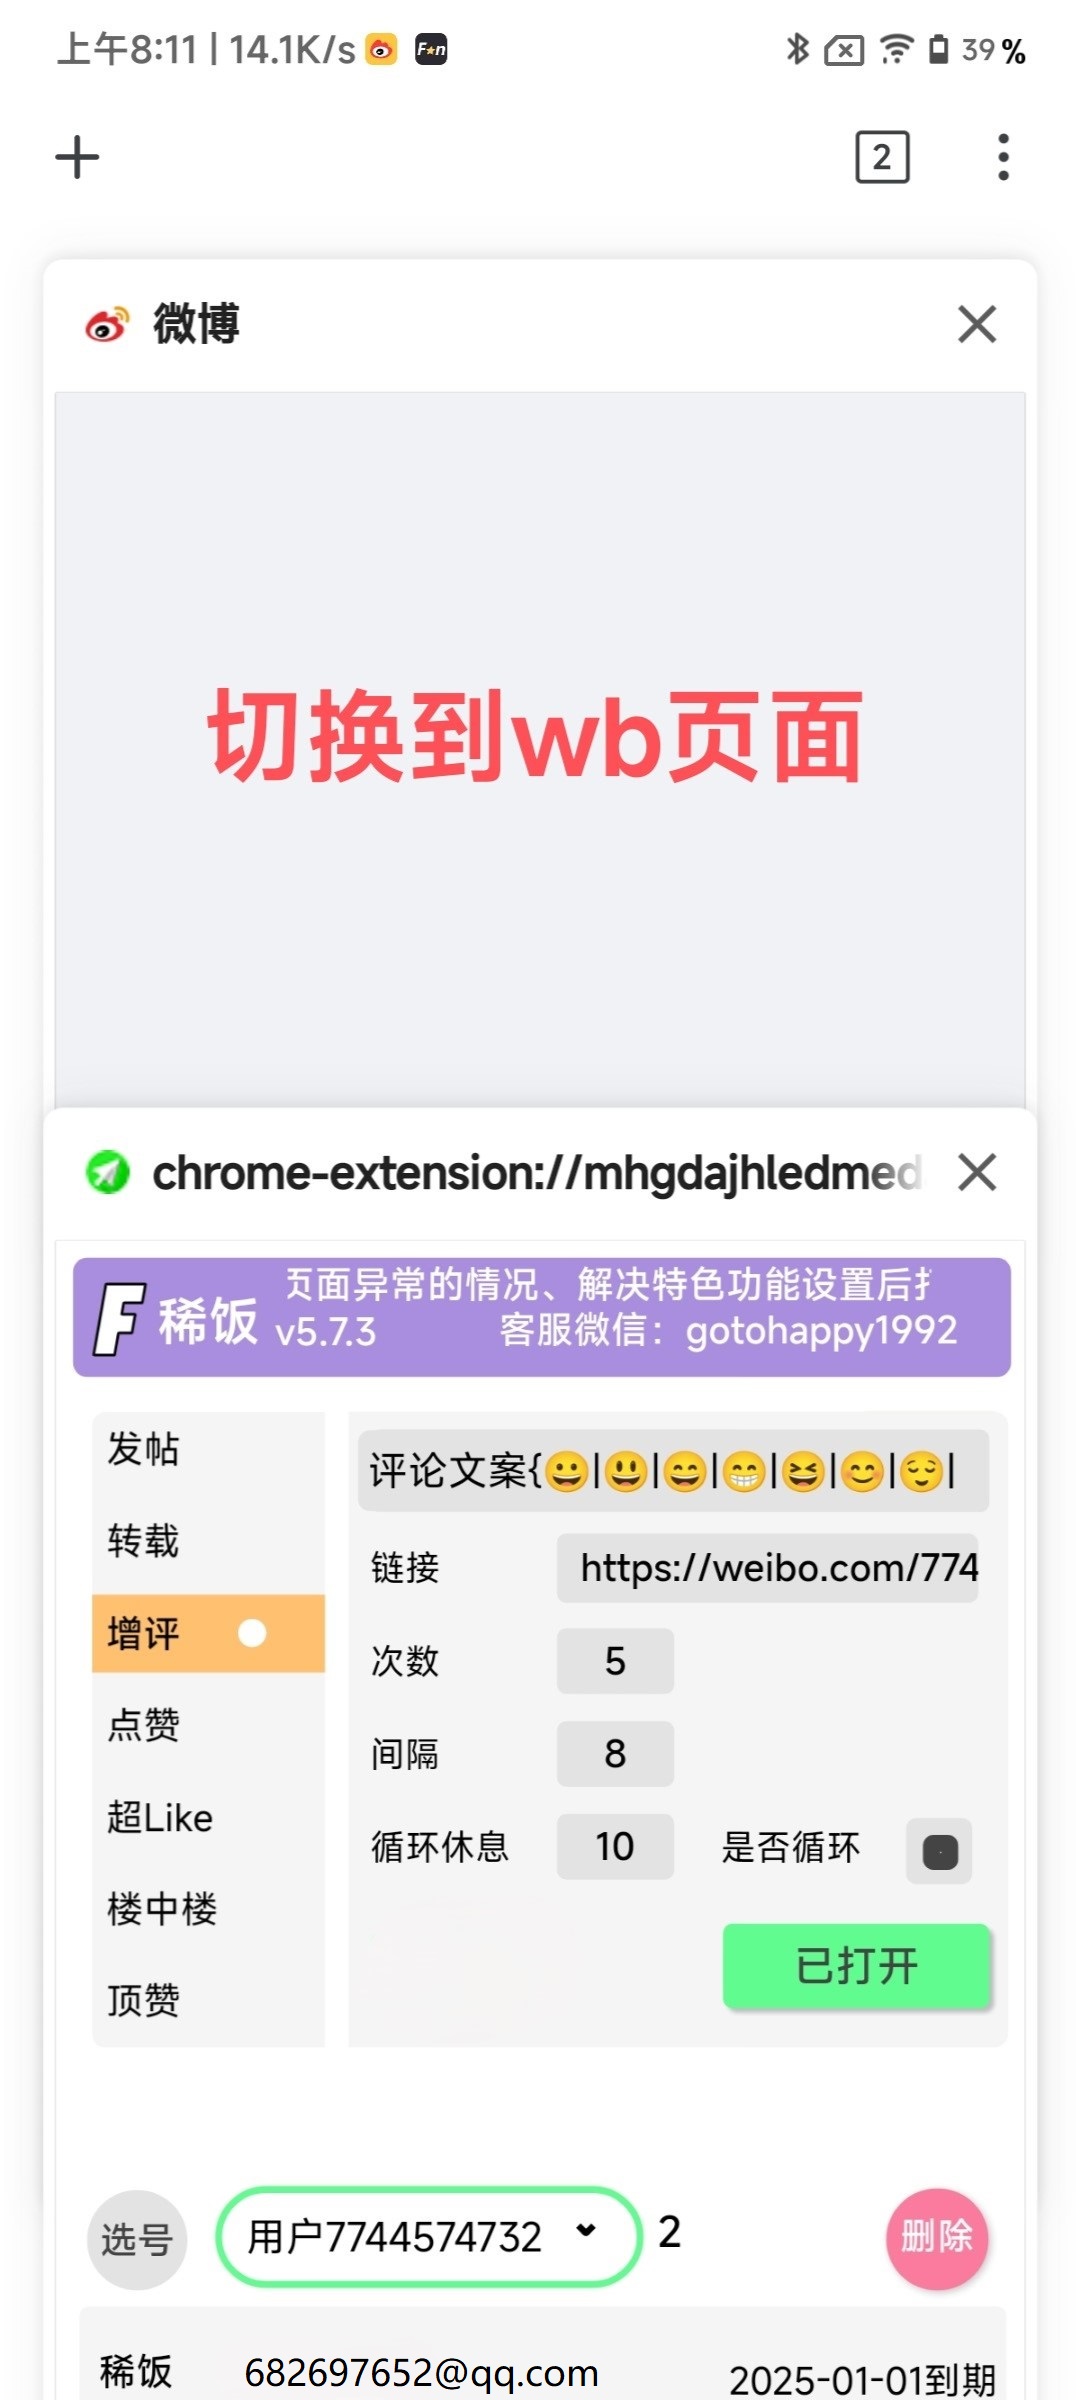 上午8:11 | 14.1K/s Fan 39 %
2
微博
切换到wb页面
chrome-extension://mhgdajhledmed
页面异常的情况、解决特色功能设置后
F 稀饭 v5.7.3 客服微信：gotohappy1992
发帖
评论文案{😀|😃|😄|😁|😆|😊|😌|
转载
链接 https://weibo.com/774
增评
次数 5
点赞
间隔 8
超Like
循环休息 10 是否循环
楼中楼
已打开
顶赞
选号 用户7744574732 2 删除
稀饭 682697652@qq.com 2025-01-01到期